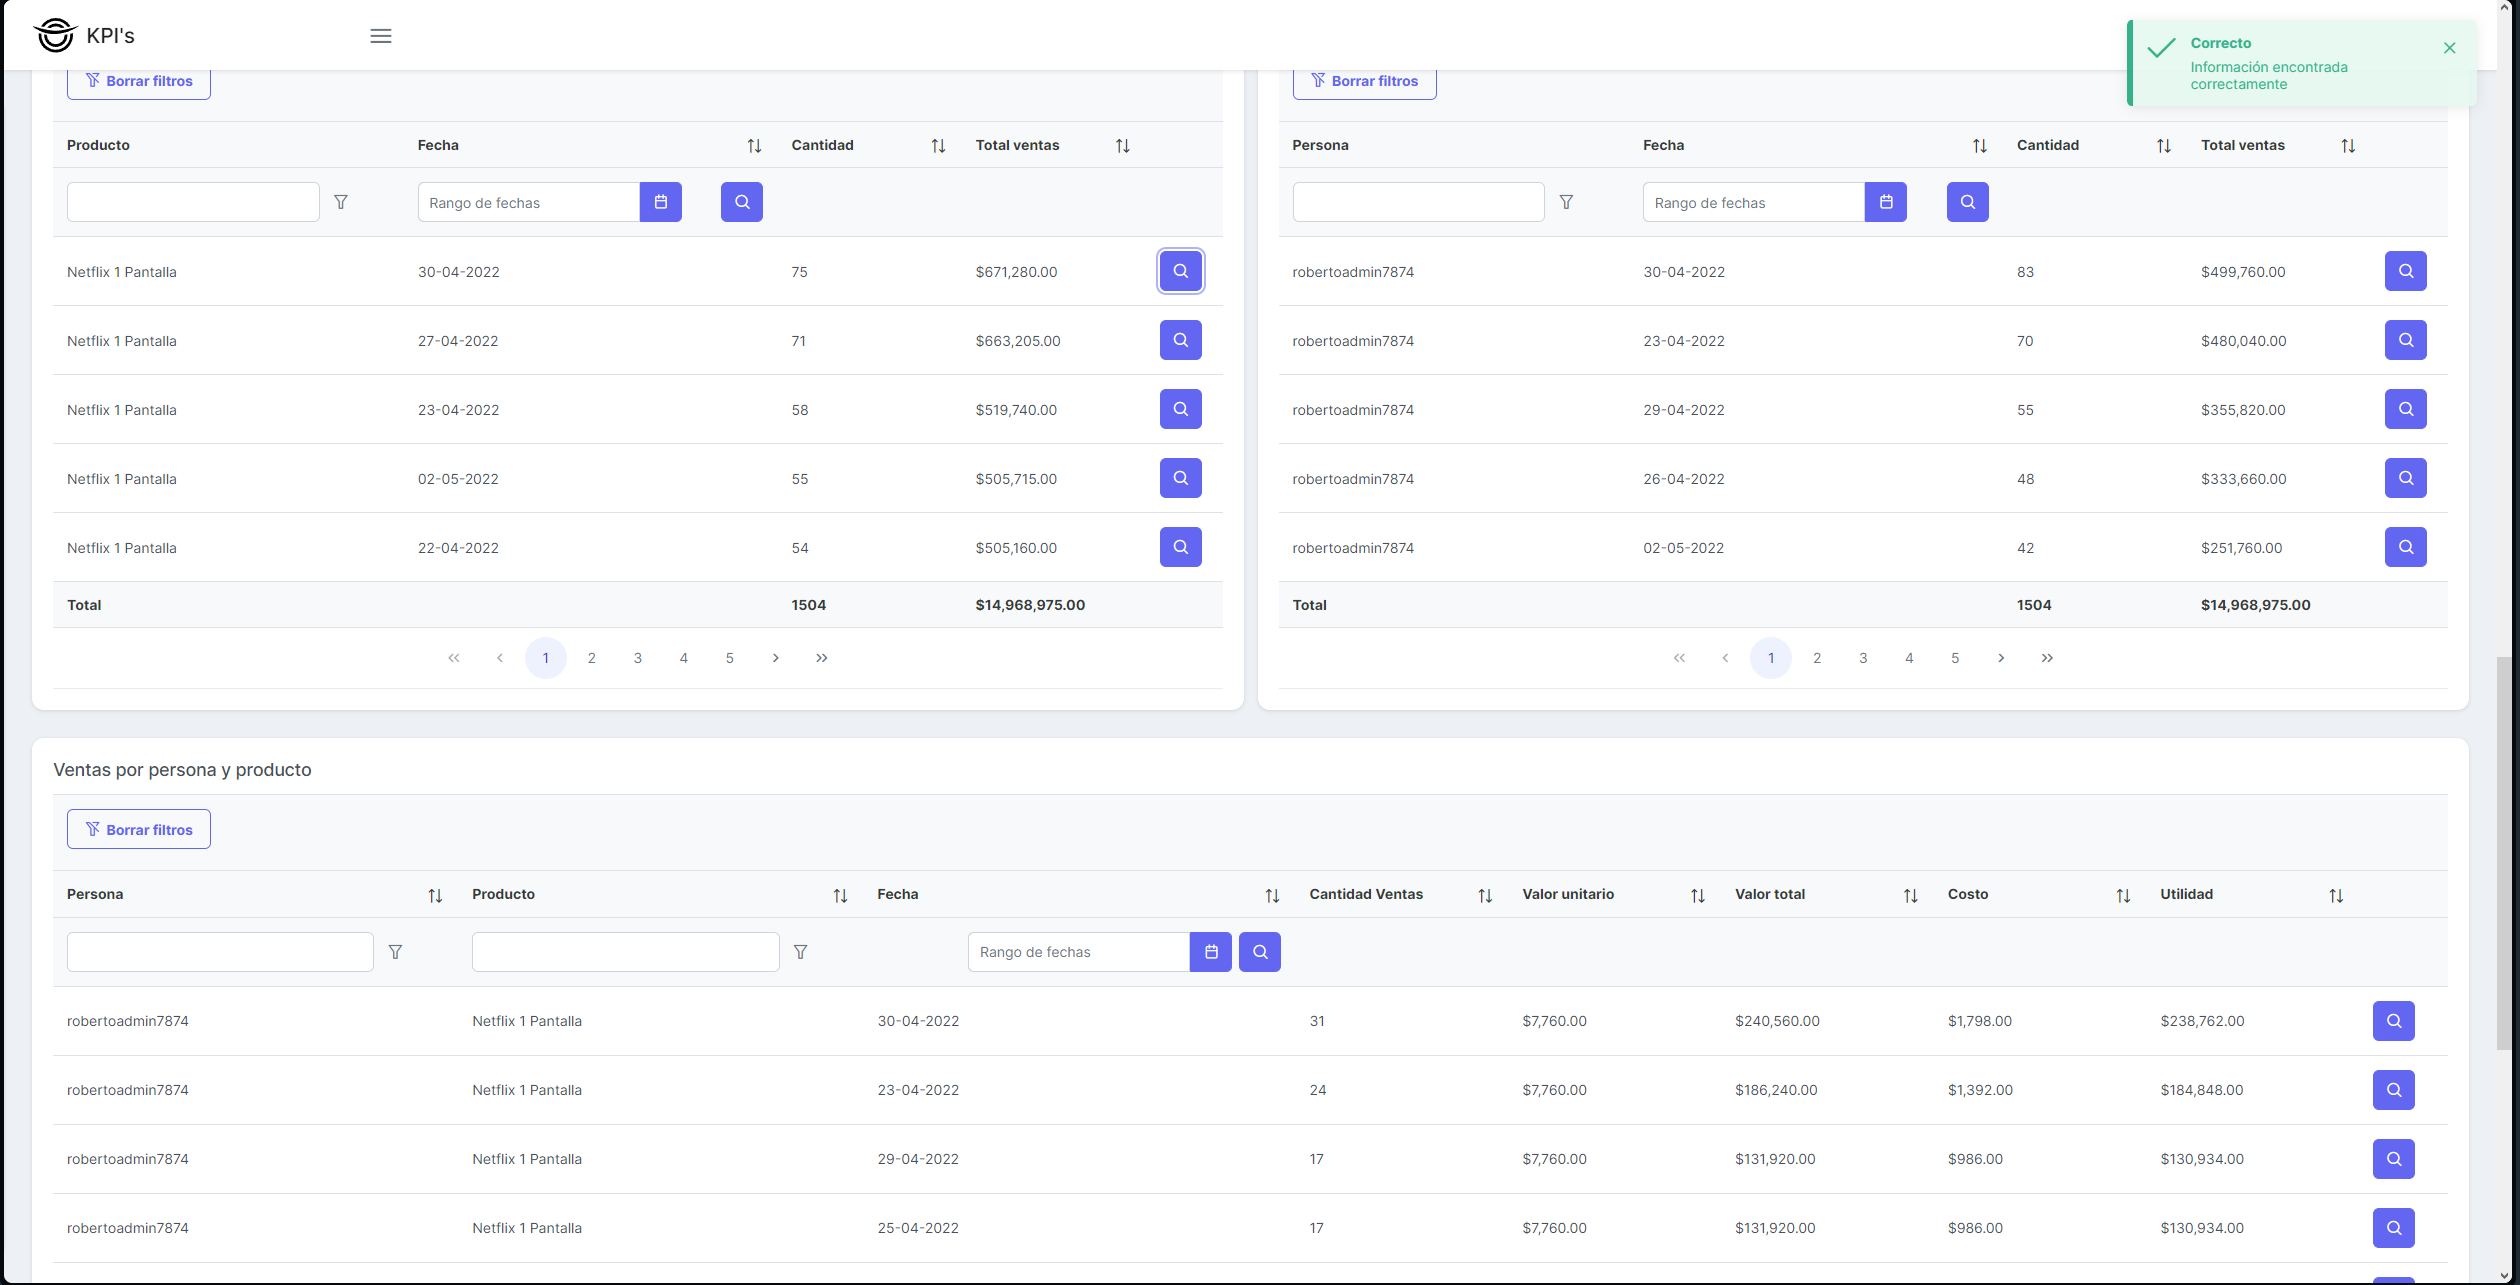 KPI's
Correcto
Información encontrada
correctamente
Borrar filtros
Producto Fecha Cantidad Total ventas
Rango de fechas
Netflix 1 Pantalla 30-04-2022 75 $671,280.00
Netflix 1 Pantalla 27-04-2022 71 $663,205.00
Netflix 1 Pantalla 23-04-2022 58 $519,740.00
Netflix 1 Pantalla 02-05-2022 55 $505,715.00
Netflix 1 Pantalla 22-04-2022 54 $505,160.00
Total 1504 $14,968,975.00
« ‹ 1 2 3 4 5 › »
Borrar filtros
Persona Fecha Cantidad Total ventas
Rango de fechas
robertoadmin7874 30-04-2022 83 $499,760.00
robertoadmin7874 23-04-2022 70 $480,040.00
robertoadmin7874 29-04-2022 55 $355,820.00
robertoadmin7874 26-04-2022 48 $333,660.00
robertoadmin7874 02-05-2022 42 $251,760.00
Total 1504 $14,968,975.00
« ‹ 1 2 3 4 5 › »
Ventas por persona y producto
Borrar filtros
Persona Producto Fecha Cantidad Ventas Valor unitario Valor total Costo Utilidad
Rango de fechas
robertoadmin7874 Netflix 1 Pantalla 30-04-2022 31 $7,760.00 $240,560.00 $1,798.00 $238,762.00
robertoadmin7874 Netflix 1 Pantalla 23-04-2022 24 $7,760.00 $186,240.00 $1,392.00 $184,848.00
robertoadmin7874 Netflix 1 Pantalla 29-04-2022 17 $7,760.00 $131,920.00 $986.00 $130,934.00
robertoadmin7874 Netflix 1 Pantalla 25-04-2022 17 $7,760.00 $131,920.00 $986.00 $130,934.00